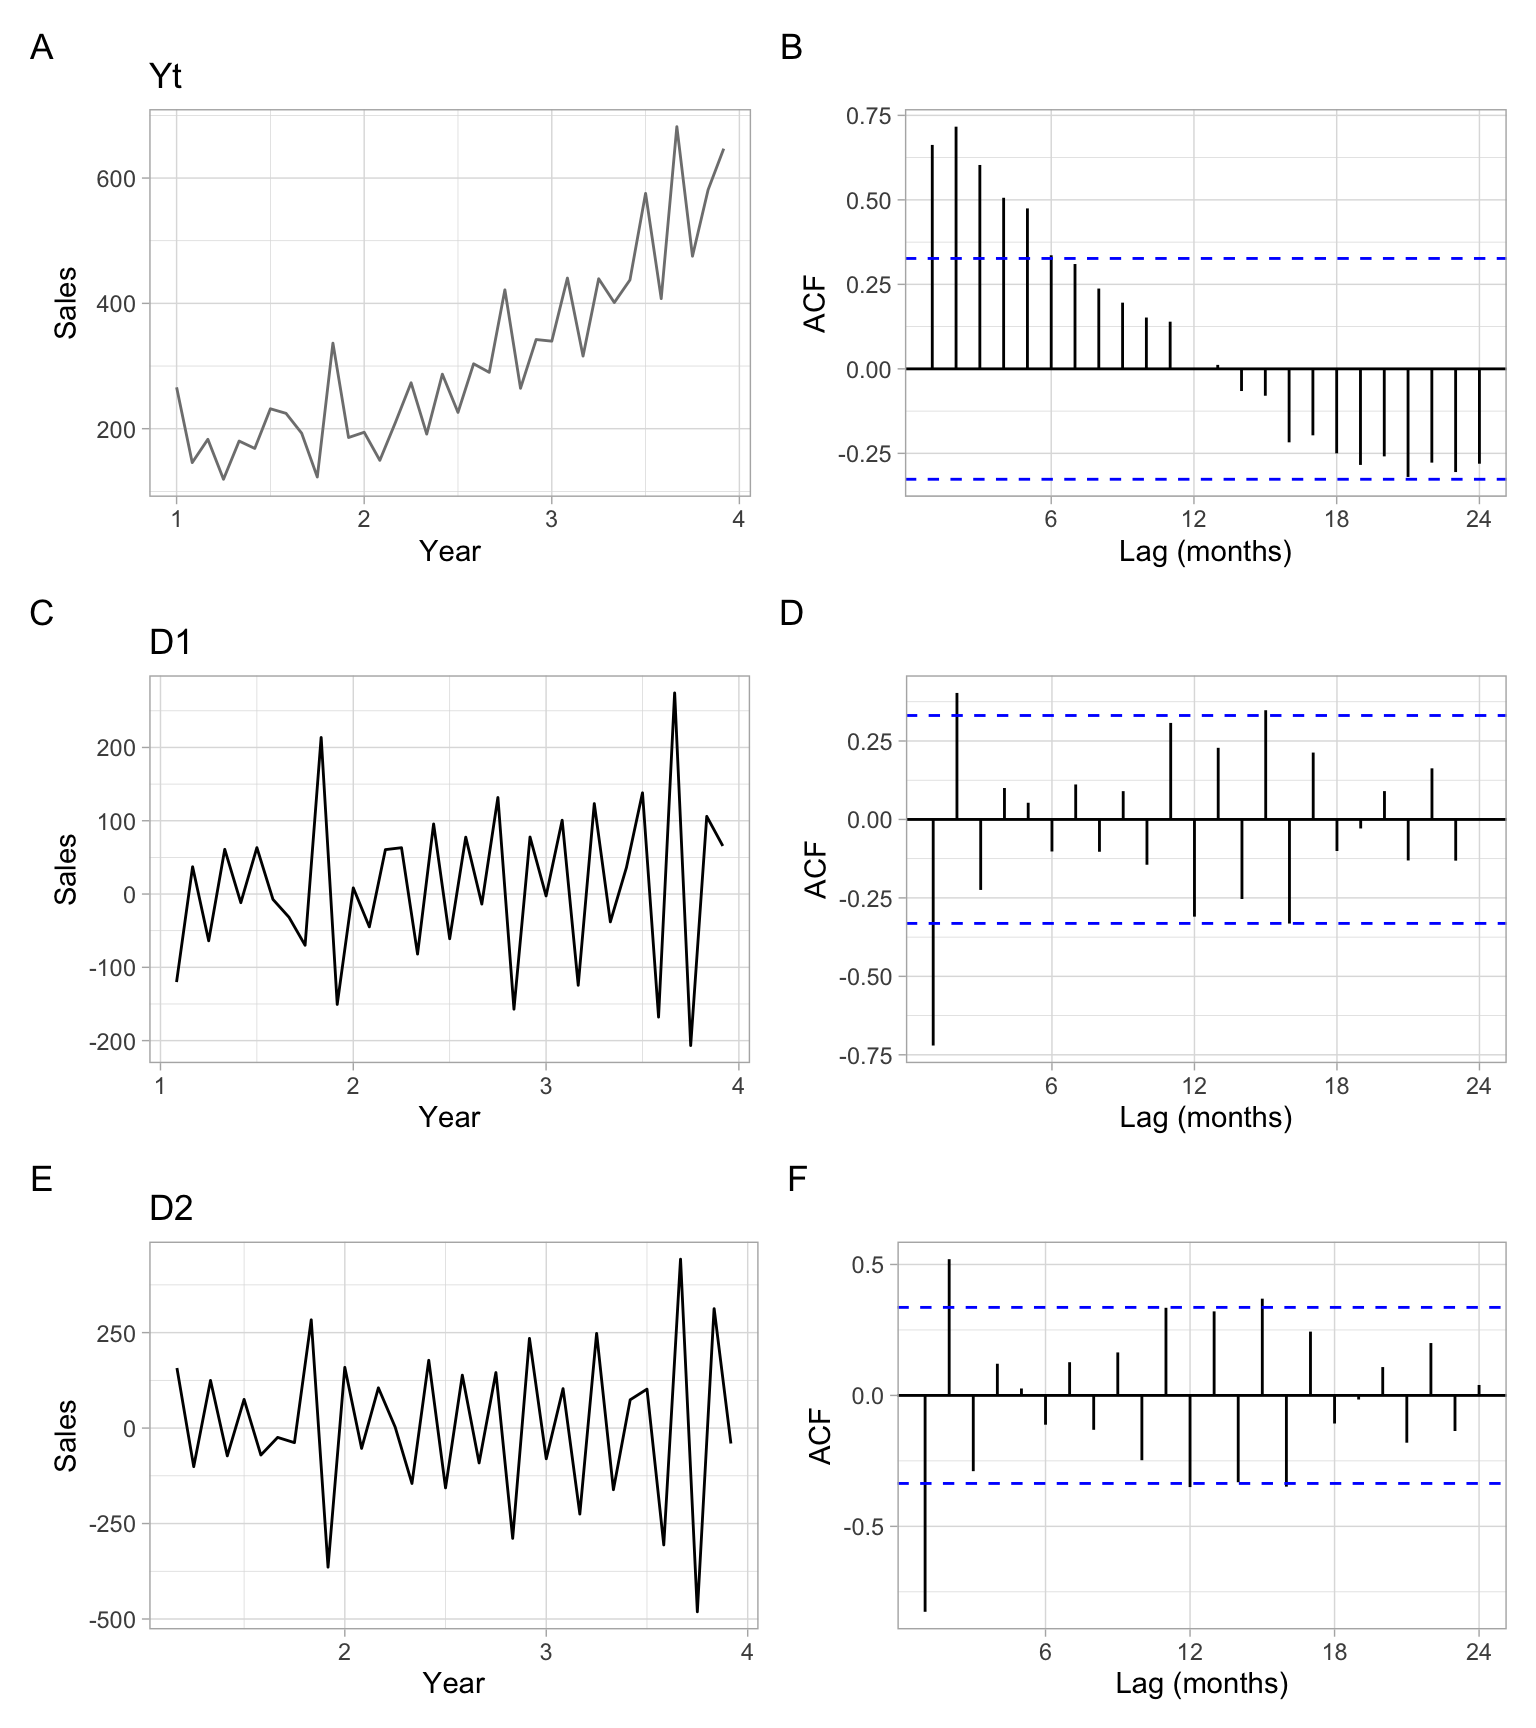 A
B
Yt
600
400
200
Sales
1 2 3 4
Year
0.75
0.50
0.25
0.00
-0.25
ACF
6 12 18 24
Lag (months)
C
D
D1
200
100
0
-100
-200
Sales
1 2 3 4
Year
0.25
0.00
-0.25
-0.50
-0.75
ACF
6 12 18 24
Lag (months)
E
F
D2
250
0
-250
-500
Sales
2 3 4
Year
0.5
0.0
-0.5
ACF
6 12 18 24
Lag (months)